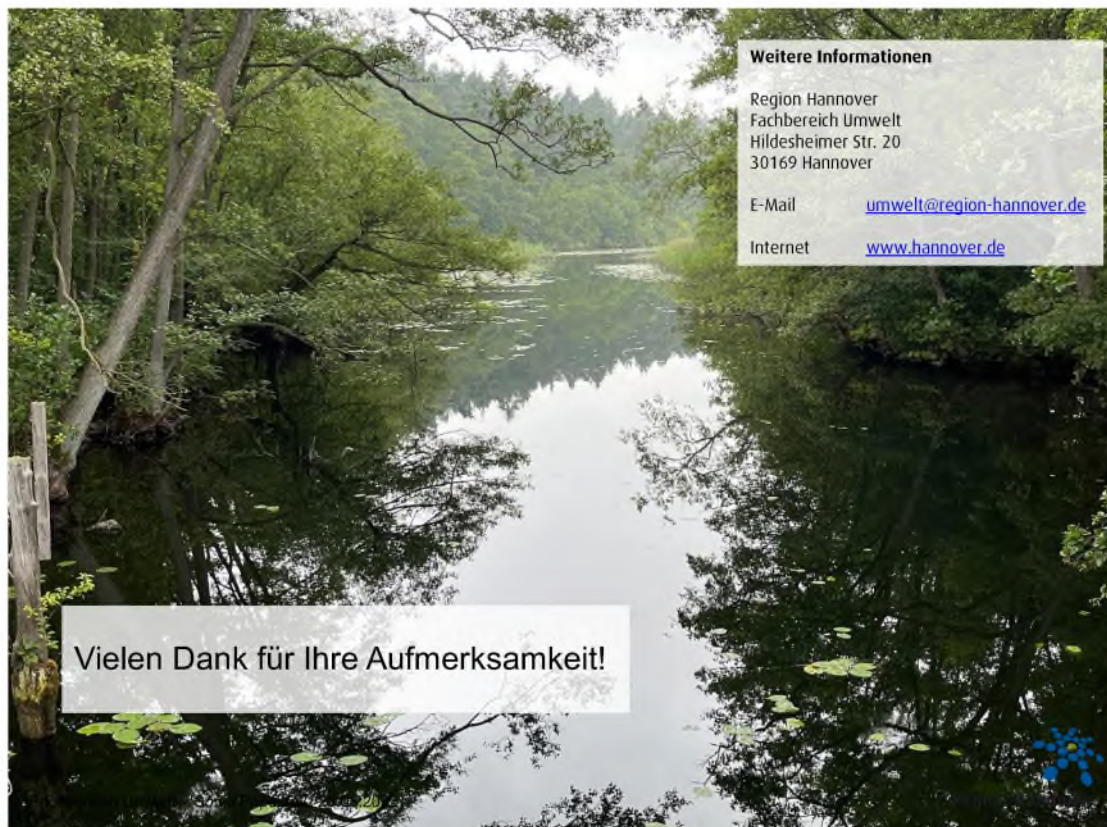 Weitere Informationen
Region Hannover
Fachbereich Umwelt
Hildesheimer Str. 20
30169 Hannover
E-Mail umwelt@region-hannover.de
Internet www.hannover.de
Vielen Dank für Ihre Aufmerksamkeit!